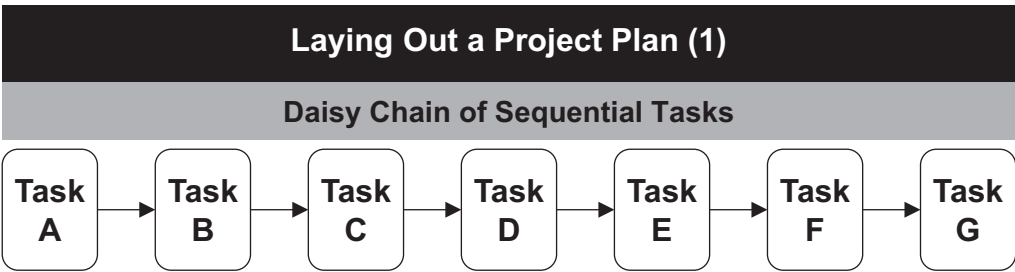 Laying Out a Project Plan (1)
Daisy Chain of Sequential Tasks
Task
A
Task
B
Task
C
Task
D
Task
E
Task
F
Task
G